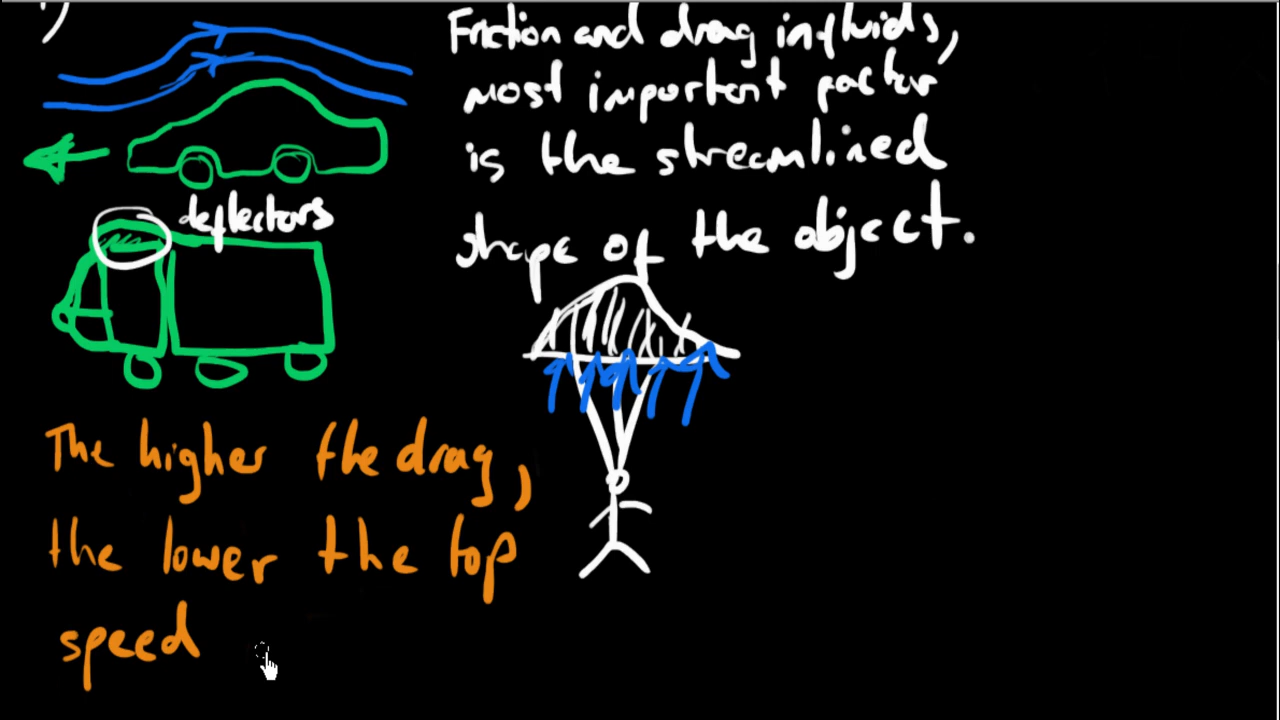 Friction and drag in fluids,
most important factor
is the streamlined
shape of the object.
deflectors
The higher the drag,
the lower the top
speed